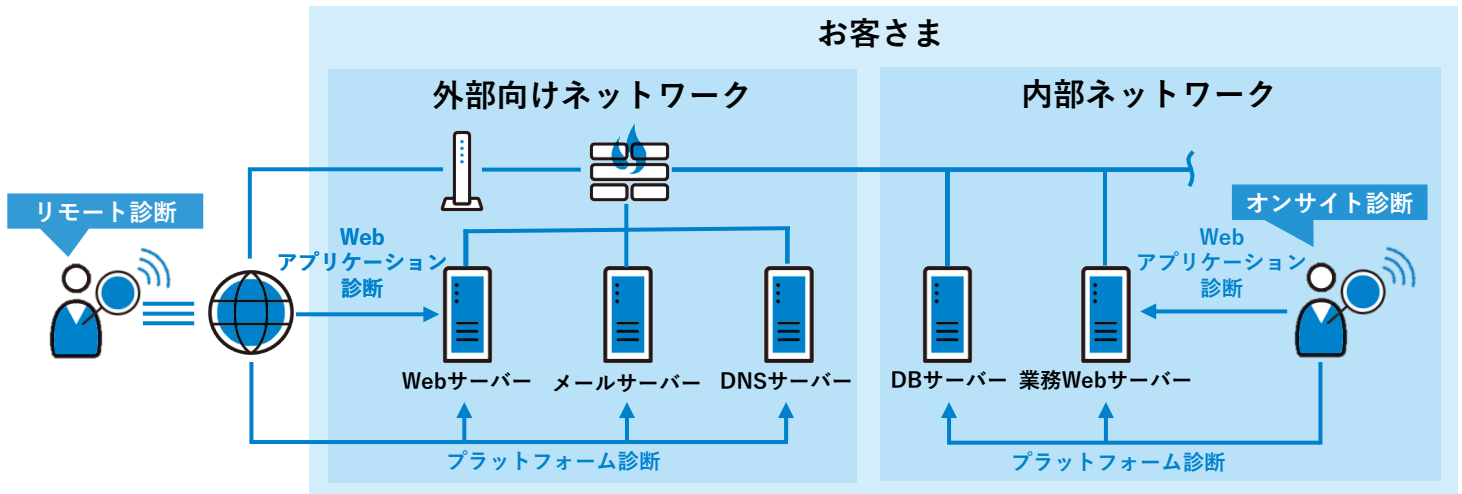 お客さま
外部向けネットワーク
内部ネットワーク
リモート診断
オンサイト診断
Web
アプリケーション
診断
Web
アプリケーション
診断
Webサーバー
メールサーバー
DNSサーバー
DBサーバー
業務Webサーバー
プラットフォーム診断
プラットフォーム診断